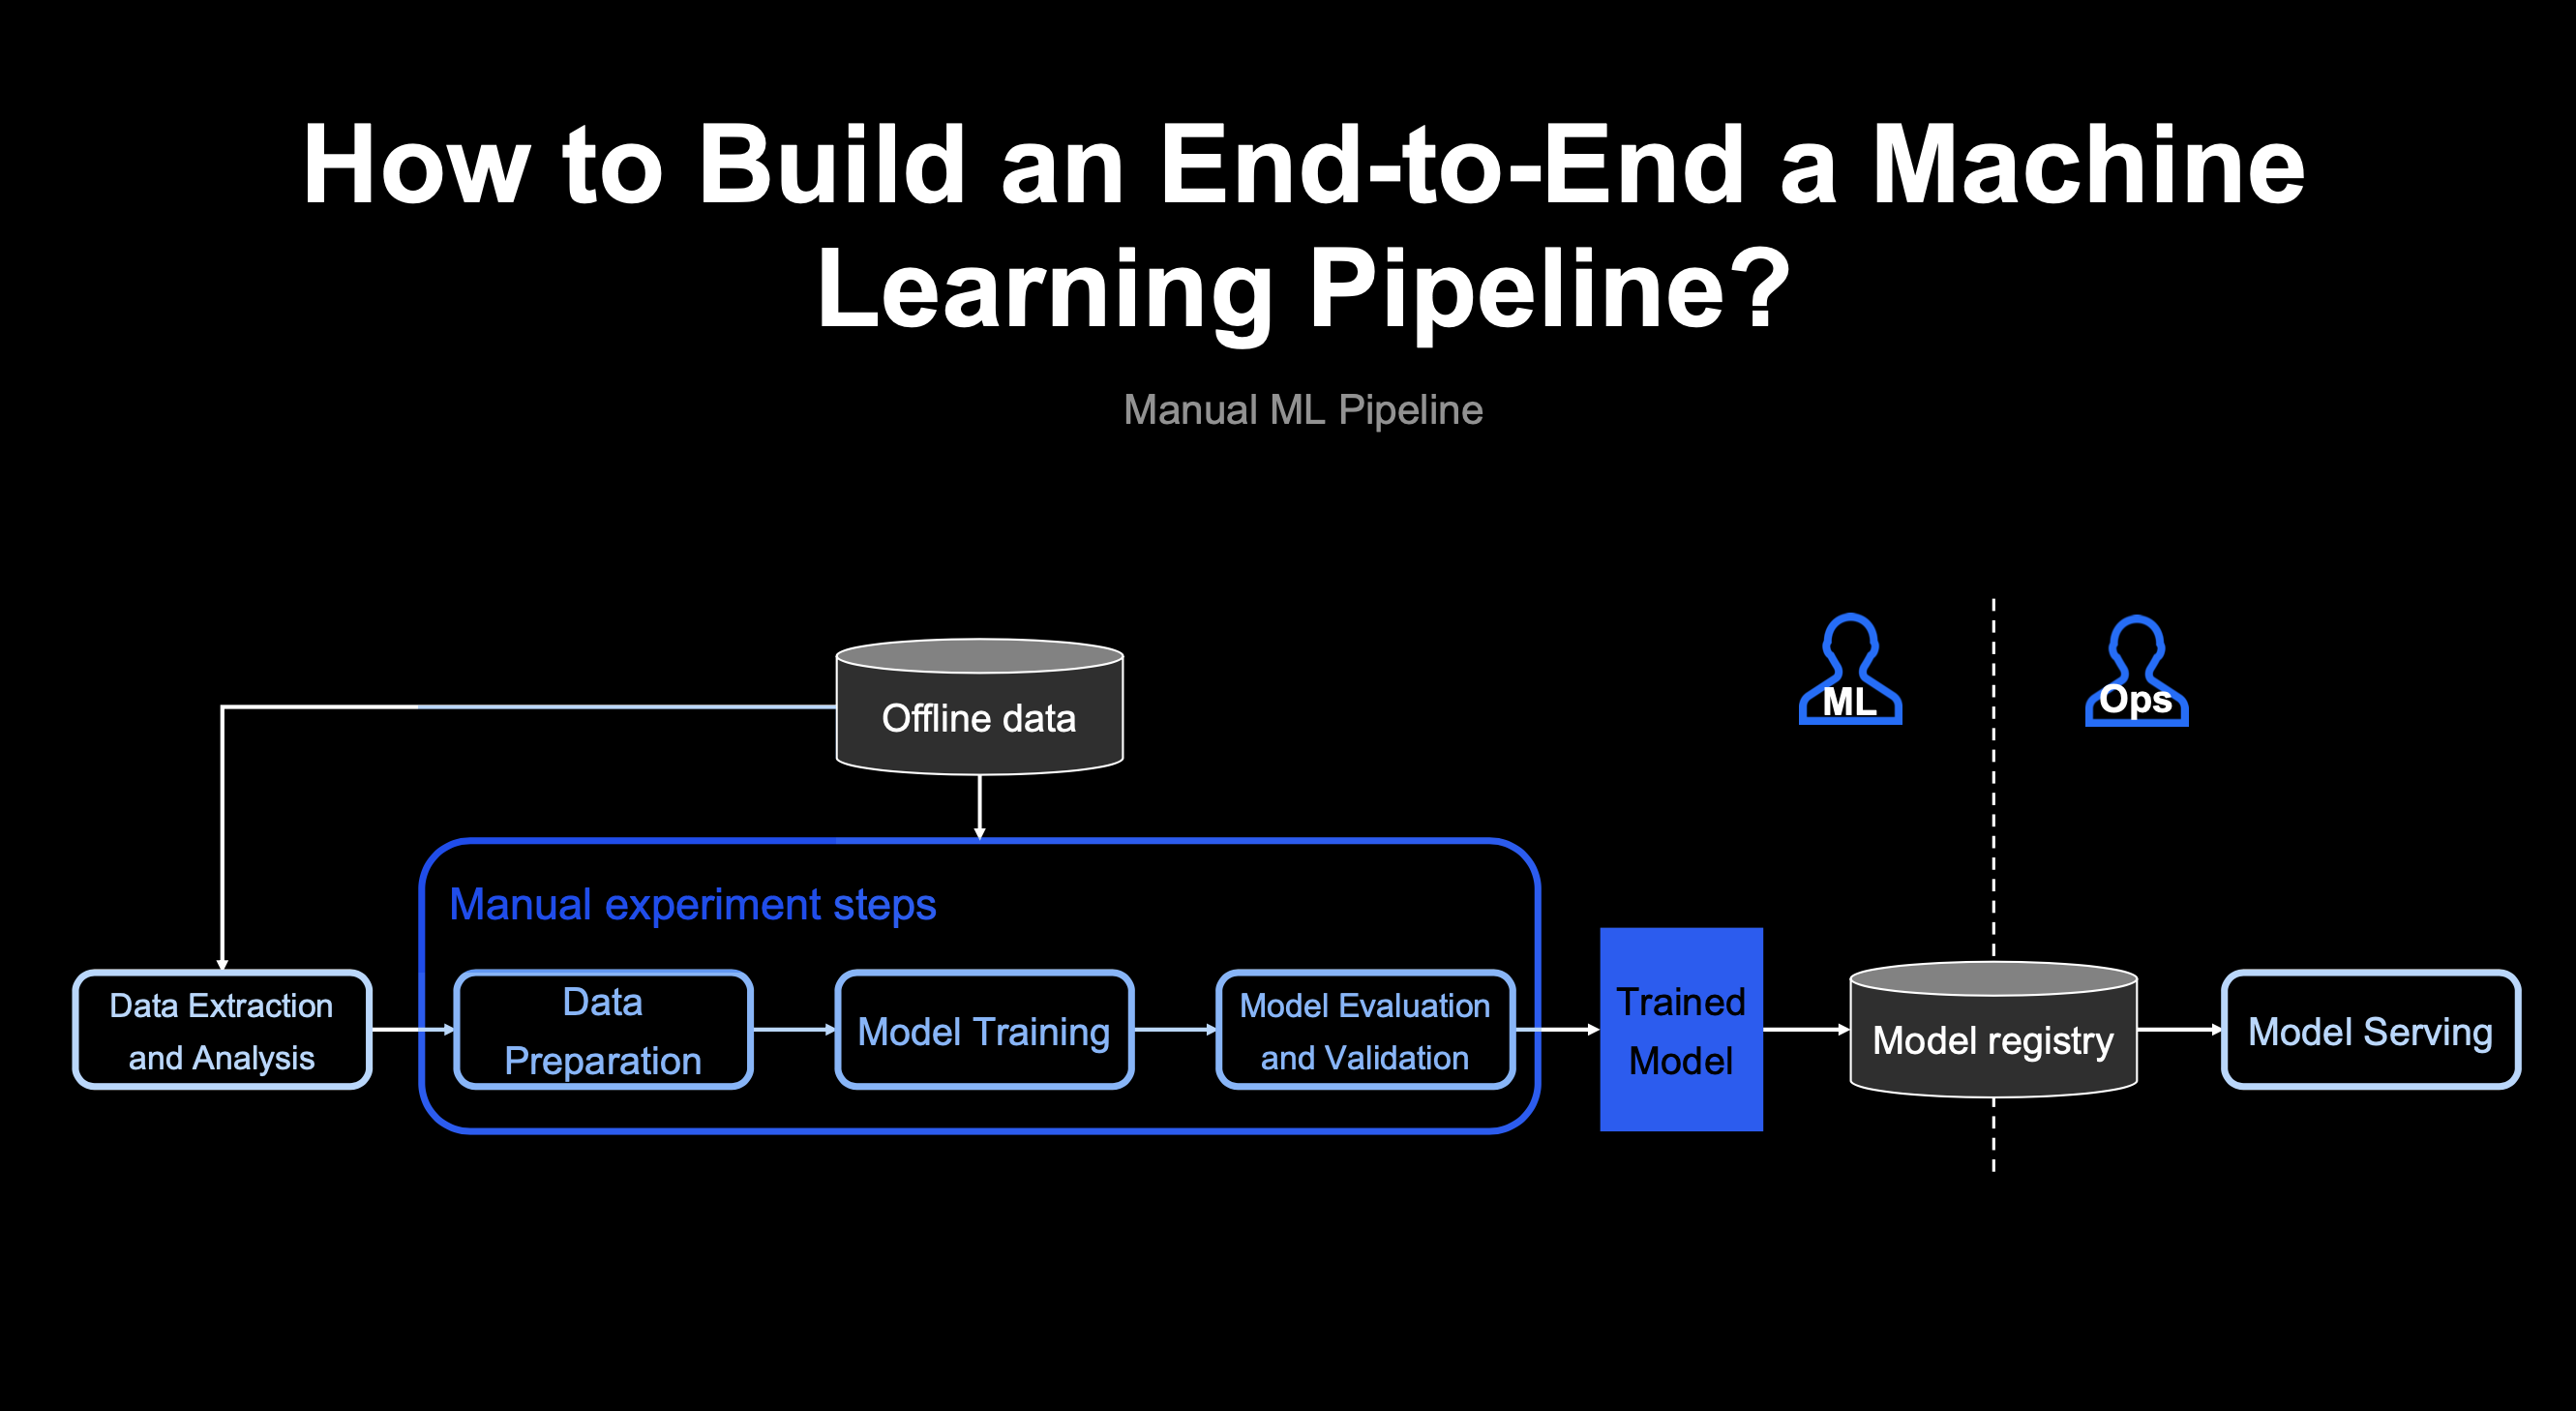 How to Build an End-to-End a Machine
Learning Pipeline?
Manual ML Pipeline
Offline data
ML
Ops
Manual experiment steps
Data Extraction
and Analysis
Data
Preparation
Model Training
Model Evaluation
and Validation
Trained
Model
Model registry
Model Serving